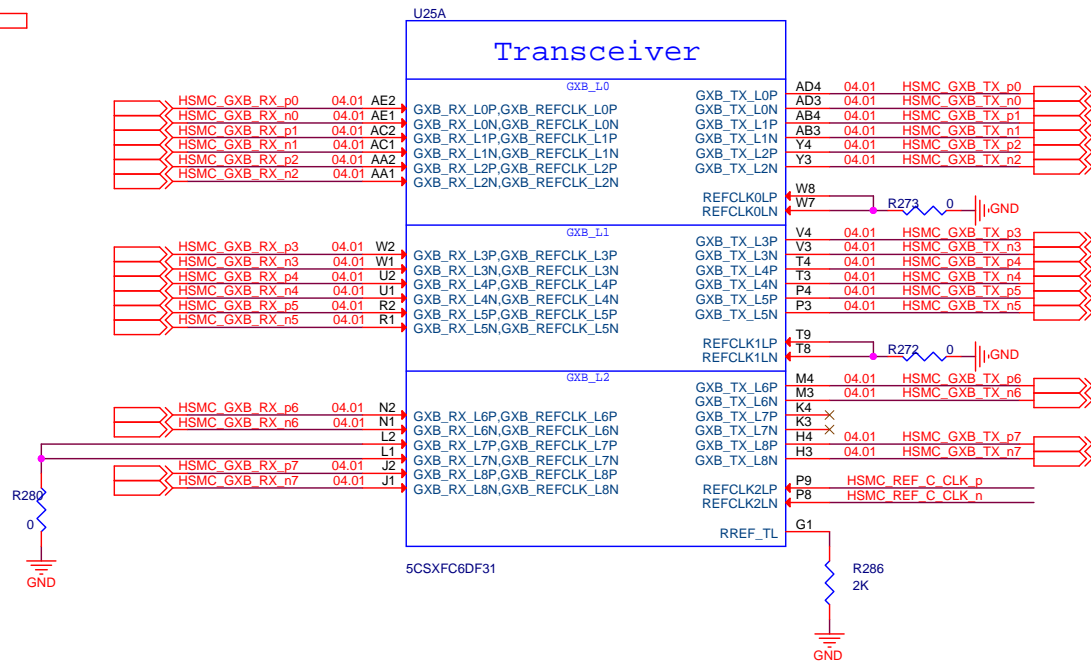 U25A
Transceiver
GXB_L0
HSMC_GXB_RX_p0 04.01 AE2 GXB_RX_L0P,GXB_REFCLK_L0P
HSMC_GXB_RX_n0 04.01 AE1 GXB_RX_L0N,GXB_REFCLK_L0N
HSMC_GXB_RX_p1 04.01 AC2 GXB_RX_L1P,GXB_REFCLK_L1P
HSMC_GXB_RX_n1 04.01 AC1 GXB_RX_L1N,GXB_REFCLK_L1N
HSMC_GXB_RX_p2 04.01 AA2 GXB_RX_L2P,GXB_REFCLK_L2P
HSMC_GXB_RX_n2 04.01 AA1 GXB_RX_L2N,GXB_REFCLK_L2N
GXB_TX_L0P AD4 04.01 HSMC_GXB_TX_p0
GXB_TX_L0N AD3 04.01 HSMC_GXB_TX_n0
GXB_TX_L1P AB4 04.01 HSMC_GXB_TX_p1
GXB_TX_L1N AB3 04.01 HSMC_GXB_TX_n1
GXB_TX_L2P Y4 04.01 HSMC_GXB_TX_p2
GXB_TX_L2N Y3 04.01 HSMC_GXB_TX_n2
REFCLK0LP W8
REFCLK0LN W7 R273 0 GND
GXB_L1
HSMC_GXB_RX_p3 04.01 W2 GXB_RX_L3P,GXB_REFCLK_L3P
HSMC_GXB_RX_n3 04.01 W1 GXB_RX_L3N,GXB_REFCLK_L3N
HSMC_GXB_RX_p4 04.01 U2 GXB_RX_L4P,GXB_REFCLK_L4P
HSMC_GXB_RX_n4 04.01 U1 GXB_RX_L4N,GXB_REFCLK_L4N
HSMC_GXB_RX_p5 04.01 R2 GXB_RX_L5P,GXB_REFCLK_L5P
HSMC_GXB_RX_n5 04.01 R1 GXB_RX_L5N,GXB_REFCLK_L5N
GXB_TX_L3P V4 04.01 HSMC_GXB_TX_p3
GXB_TX_L3N V3 04.01 HSMC_GXB_TX_n3
GXB_TX_L4P T4 04.01 HSMC_GXB_TX_p4
GXB_TX_L4N T3 04.01 HSMC_GXB_TX_n4
GXB_TX_L5P P4 04.01 HSMC_GXB_TX_p5
GXB_TX_L5N P3 04.01 HSMC_GXB_TX_n5
REFCLK1LP T9
REFCLK1LN T8 R272 0 GND
GXB_L2
HSMC_GXB_RX_p6 04.01 N2 GXB_RX_L6P,GXB_REFCLK_L6P
HSMC_GXB_RX_n6 04.01 N1 GXB_RX_L6N,GXB_REFCLK_L6N
L2 GXB_RX_L7P,GXB_REFCLK_L7P
L1 GXB_RX_L7N,GXB_REFCLK_L7N
HSMC_GXB_RX_p7 04.01 J2 GXB_RX_L8P,GXB_REFCLK_L8P
HSMC_GXB_RX_n7 04.01 J1 GXB_RX_L8N,GXB_REFCLK_L8N
GXB_TX_L6P M4 04.01 HSMC_GXB_TX_p6
GXB_TX_L6N M3 04.01 HSMC_GXB_TX_n6
GXB_TX_L7P K4
GXB_TX_L7N K3
GXB_TX_L8P H4 04.01 HSMC_GXB_TX_p7
GXB_TX_L8N H3 04.01 HSMC_GXB_TX_n7
REFCLK2LP P9 HSMC_REF_C_CLK_p
REFCLK2LN P8 HSMC_REF_C_CLK_n
RREF_TL G1
R280
0
GND
5CSXFC6DF31
R286
2K
GND